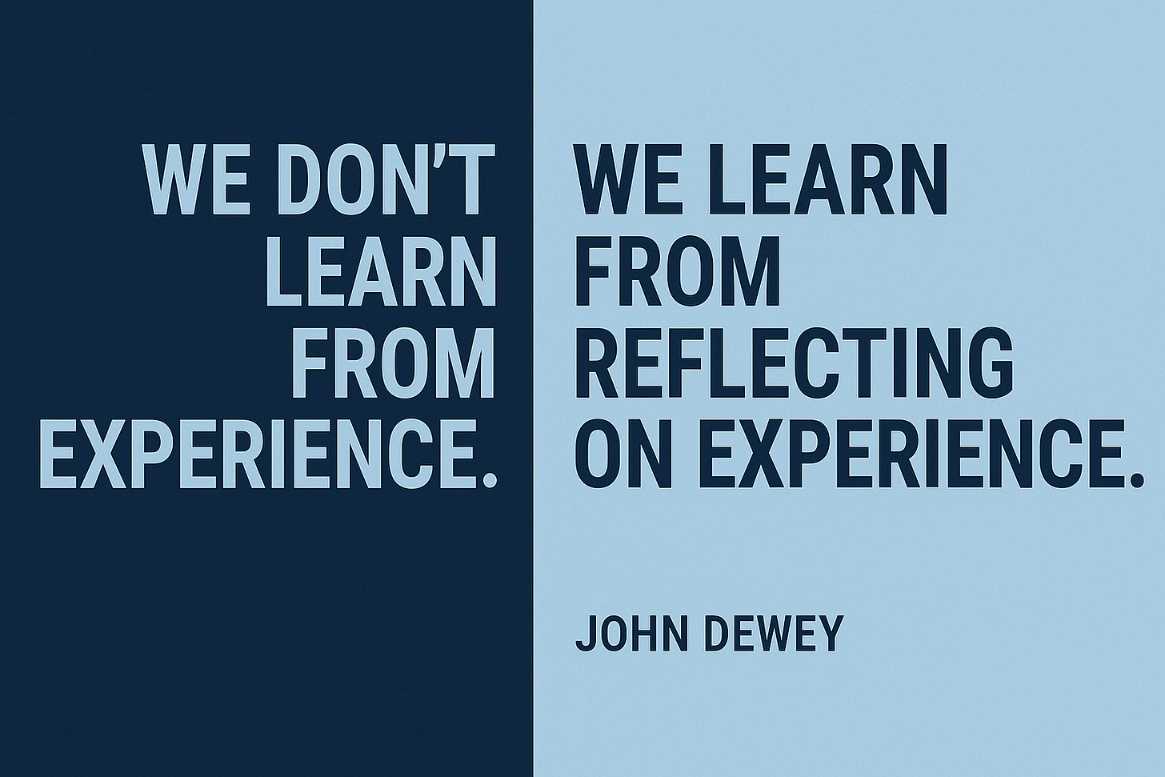 WE DON'T
LEARN
FROM
EXPERIENCE.
WE LEARN
FROM
REFLECTING
ON EXPERIENCE.
JOHN DEWEY